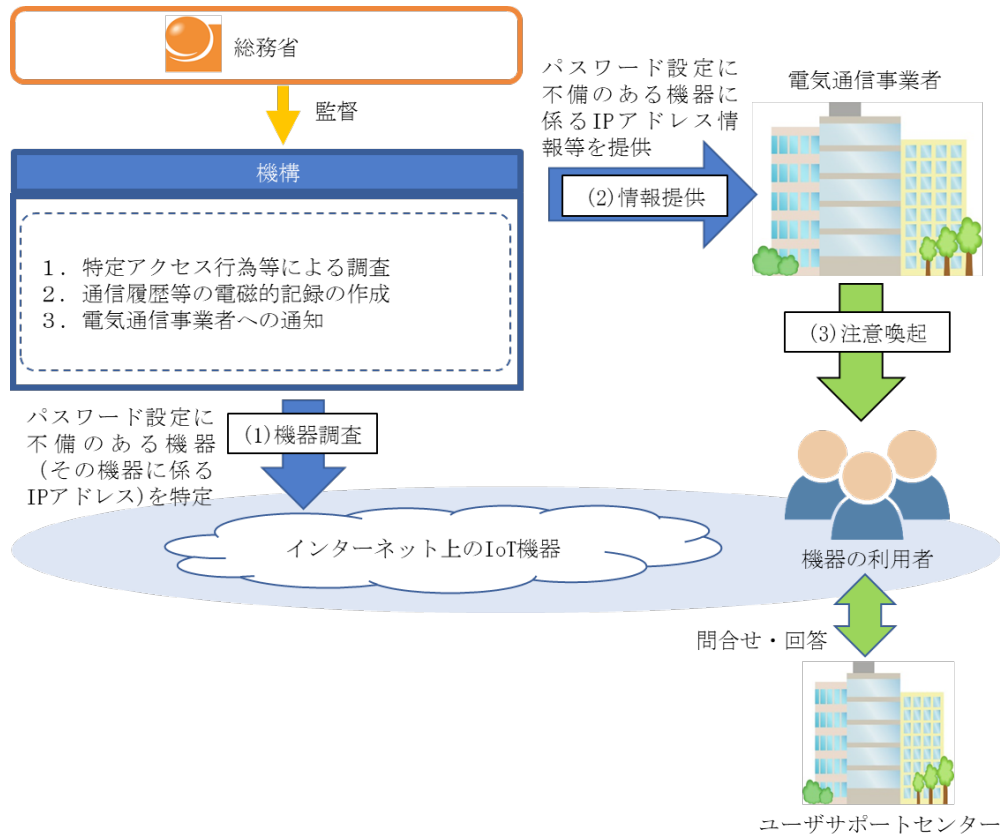 総務省
監督
機構
1. 特定アクセス行為等による調査
2. 通信履歴等の電磁的記録の作成
3. 電気通信事業者への通知
パスワード設定に
不備のある機器に
係るIPアドレス情
報等を提供
(2)情報提供
電気通信事業者
(3)注意喚起
パスワード設定に
不備のある機器
(その機器に係る
IPアドレス)を特定
(1)機器調査
インターネット上のIoT機器
機器の利用者
問合せ・回答
ユーザサポートセンター